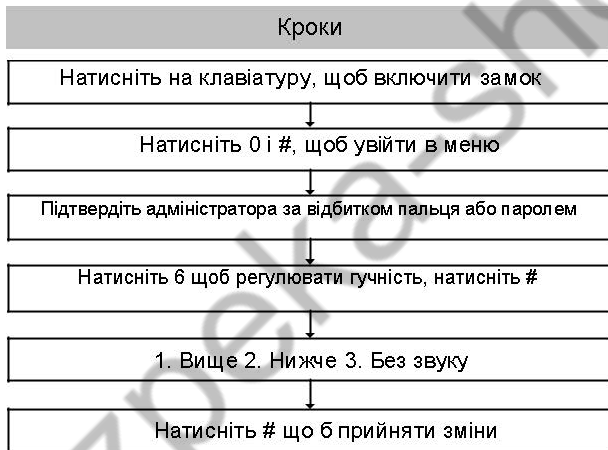 Кроки
Натисніть на клавіатуру, щоб включити замок
Натисніть 0 і #, щоб увійти в меню
Підтвердіть адміністратора за відбитком пальця або паролем
Натисніть 6 щоб регулювати гучність, натисніть #
1. Вище 2. Нижче 3. Без звуку
Натисніть # що б прийняти зміни